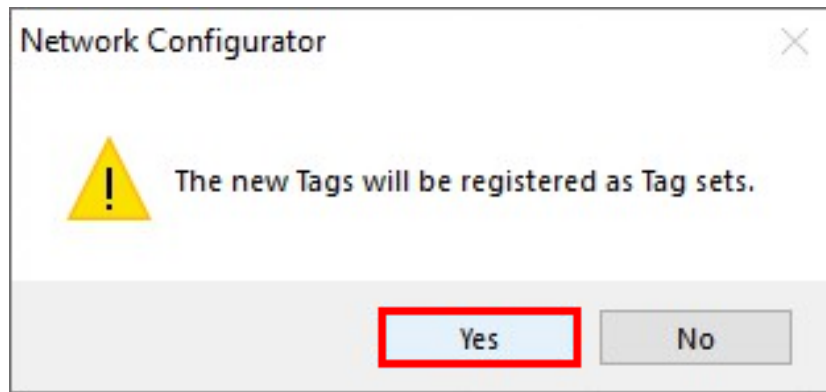 Network Configurator
The new Tags will be registered as Tag sets.
Yes No